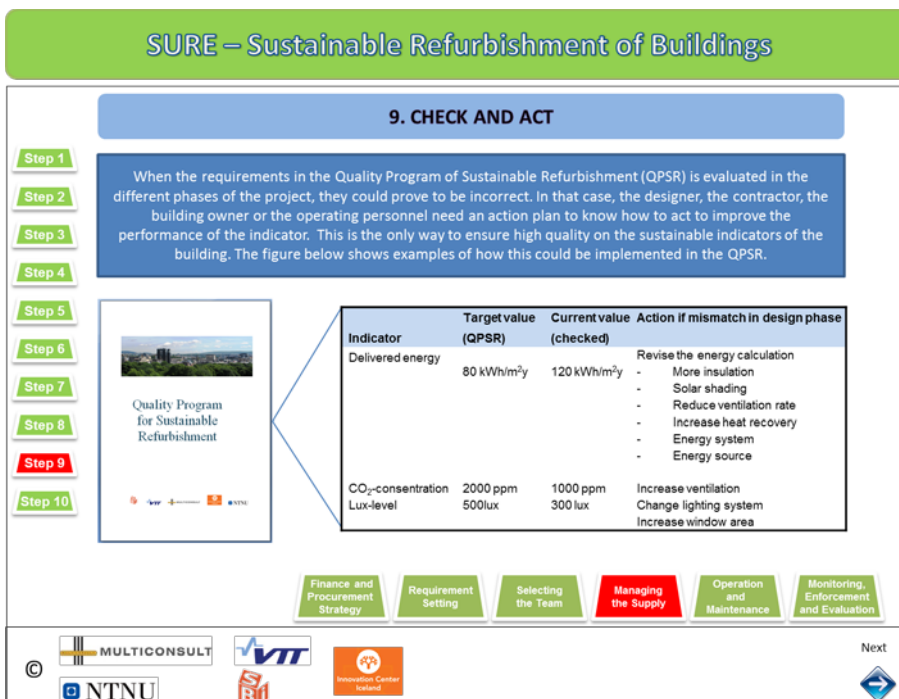 SURE – Sustainable Refurbishment of Buildings
9. CHECK AND ACT
Step 1
Step 2
Step 3
Step 4
Step 5
Step 6
Step 7
Step 8
Step 9
Step 10
When the requirements in the Quality Program of Sustainable Refurbishment (QPSR) is evaluated in the
different phases of the project, they could prove to be incorrect. In that case, the designer, the contractor, the
building owner or the operating personnel need an action plan to know how to act to improve the
performance of the indicator. This is the only way to ensure high quality on the sustainable indicators of the
building. The figure below shows examples of how this could be implemented in the QPSR.
Quality Program
for Sustainable
Refurbishment
VTT MULTICONSULT NTNU
Target value Current value Action if mismatch in design phase
Indicator (QPSR) (checked)
Delivered energy Revise the energy calculation
80 kWh/m²y 120 kWh/m²y - More insulation
- Solar shading
- Reduce ventilation rate
- Increase heat recovery
- Energy system
- Energy source
CO₂-consentration 2000 ppm 1000 ppm Increase ventilation
Lux-level 500lux 300 lux Change lighting system
Increase window area
Finance and
Procurement
Strategy
Requirement
Setting
Selecting
the Team
Managing
the Supply
Operation
and
Maintenance
Monitoring,
Enforcement
and Evaluation
© MULTICONSULT VTT
NTNU SBi
Innovation Center
Iceland
Next